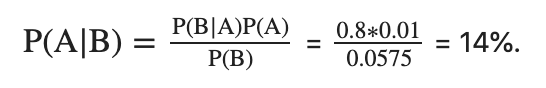 P(A|B) = P(B|A)P(A) / P(B) = 0.8*0.01 / 0.0575 = 14%.